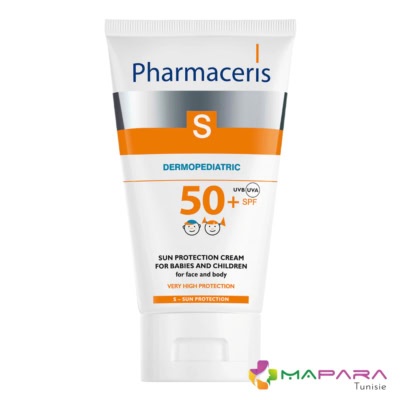 Pharmaceris
S
DERMOPEDIATRIC
50+ SPF
UVB UVA
SUN PROTECTION CREAM
FOR BABIES AND CHILDREN
for face and body
VERY HIGH PROTECTION
S – SUN PROTECTION
MAPARA
Tunisie